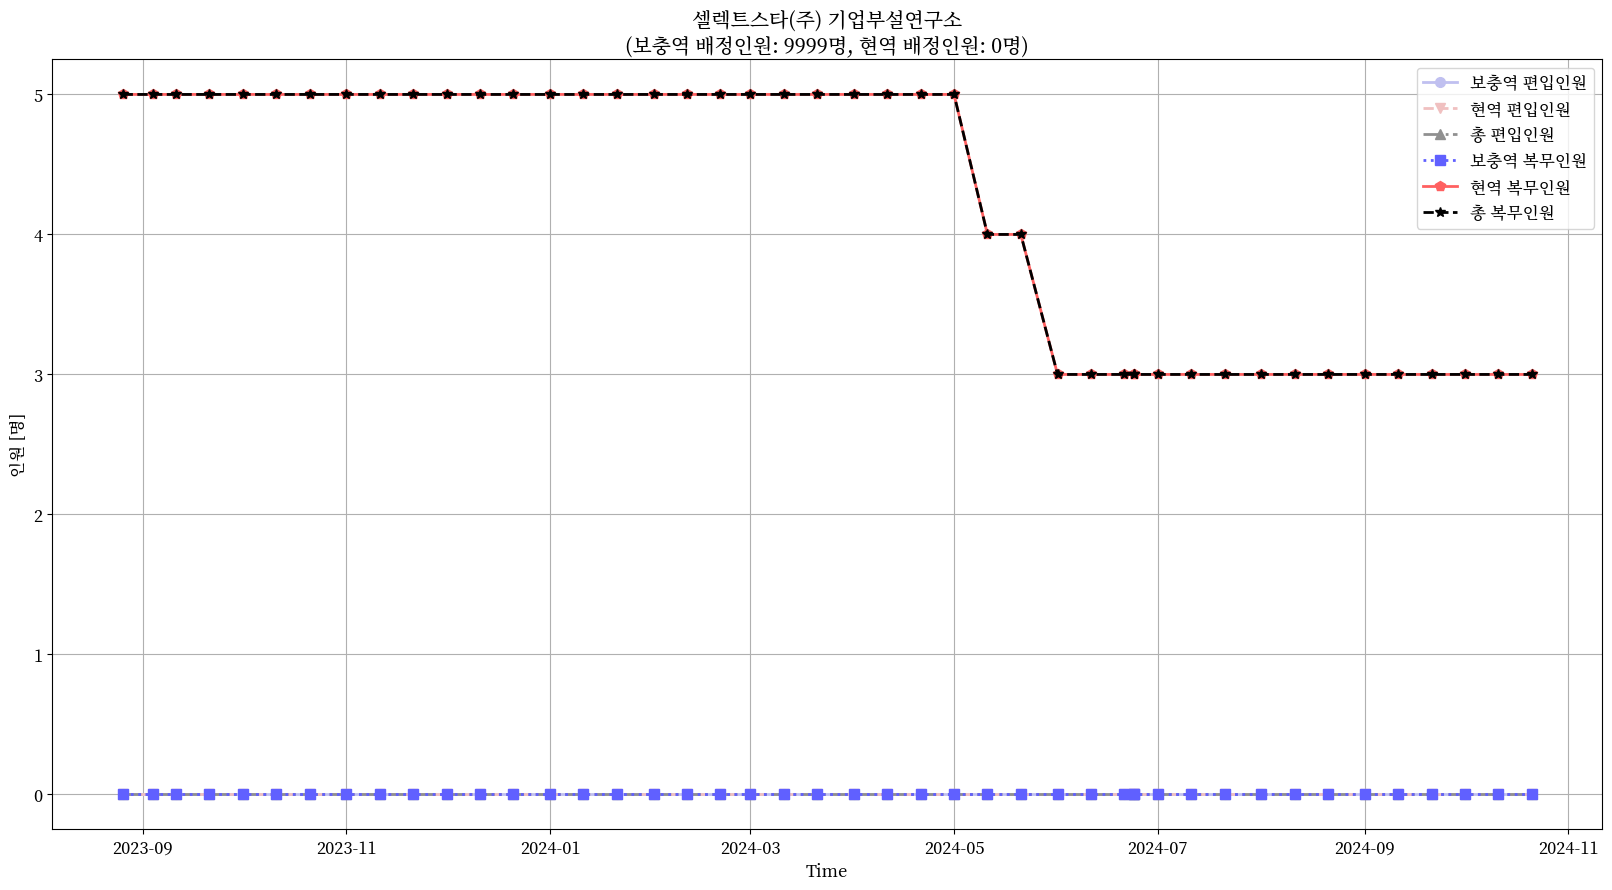 셀렉트스타(주) 기업부설연구소
(보충역 배정인원: 9999명, 현역 배정인원: 0명)
보충역 편입인원
현역 편입인원
총 편입인원
보충역 복무인원
현역 복무인원
총 복무인원
5
4
3
2
1
0
인원 [명]
2023-09
2023-11
2024-01
2024-03
2024-05
2024-07
2024-09
2024-11
Time